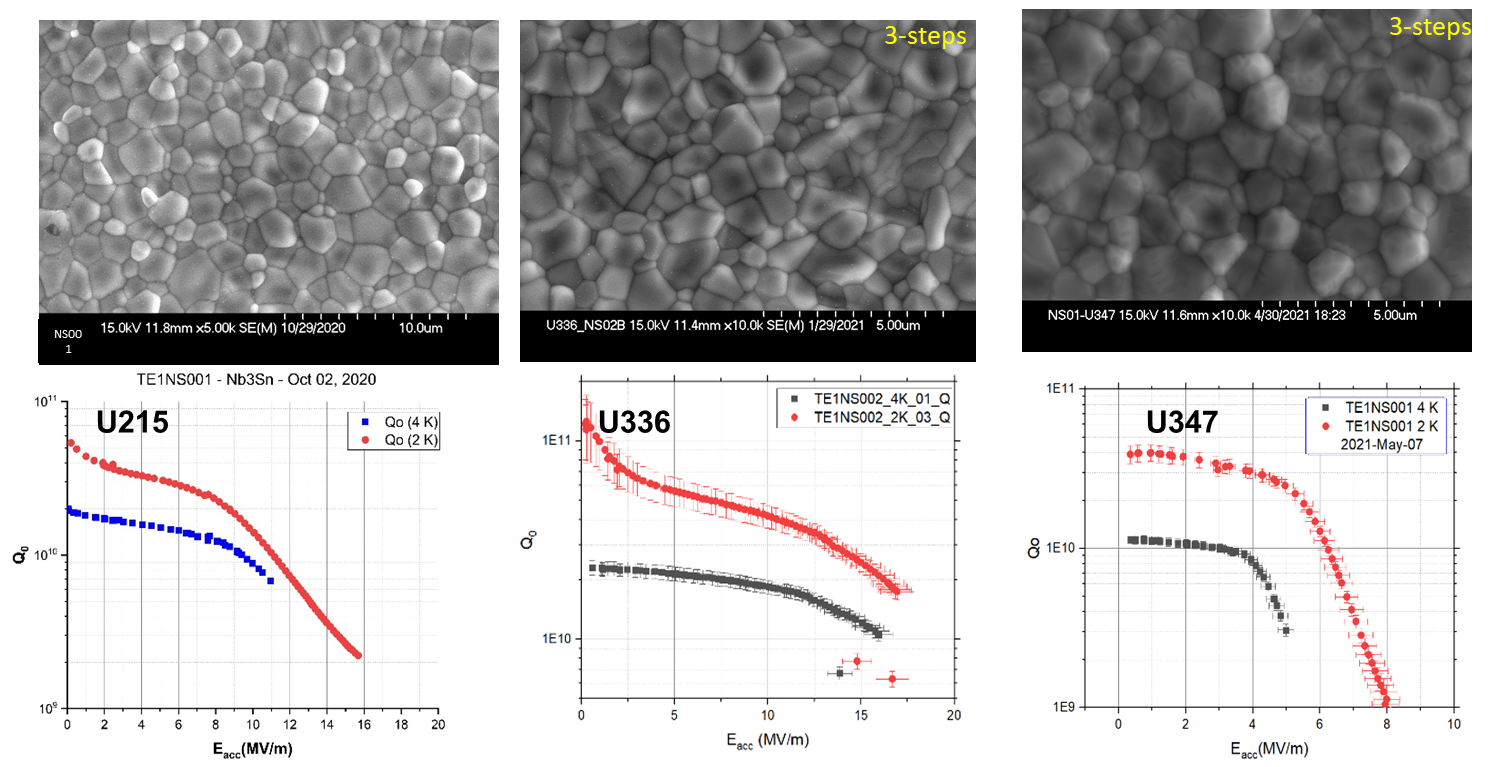 3-steps
3-steps
NS00
1
15.0kV 11.8mm x5.00k SE(M) 10/29/2020 10.0um
U336_NS02B 15.0kV 11.4mm x10.0k SE(M) 1/29/2021 5.00um
NS01-U347 15.0kV 11.6mm x10.0k 4/30/2021 18:23 5.00um
TE1NS001 - Nb3Sn - Oct 02, 2020
U215
Qo (4 K)
Qo (2 K)
10¹¹
10¹⁰
10⁹
Q₀
0 2 4 6 8 10 12 14 16 18 20
Eacc(MV/m)
U336
TE1NS002_4K_01_Q
TE1NS002_2K_03_Q
1E11
1E10
Q₀
0 5 10 15 20
Eacc (MV/m)
U347
TE1NS001 4 K
TE1NS001 2 K
2021-May-07
1E11
1E10
1E9
Qo
0 2 4 6 8 10
Eacc(MV/m)